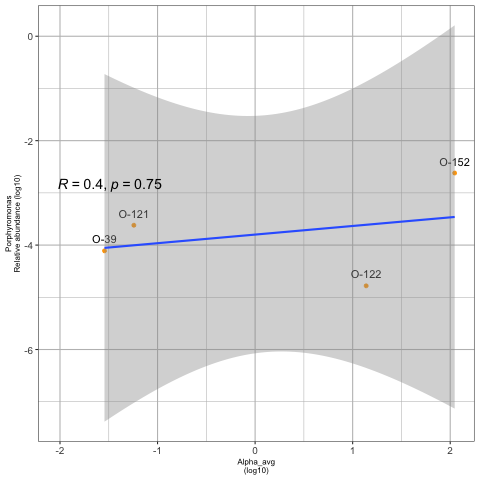 0
-2
-4
-6
Porphyromonas
Relative abundance (log10)
O-152
R = 0.4, p = 0.75
O-121
O-39
O-122
-2
-1
0
1
2
Alpha_avg
(log10)